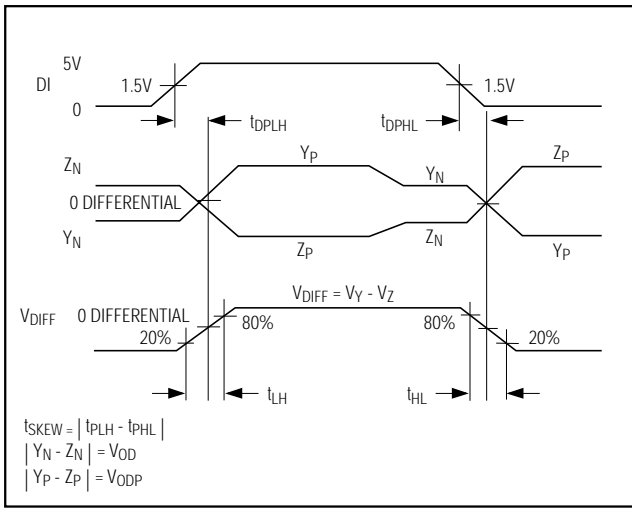 5V
DI
1.5V
1.5V
0
tDPLH
tDPHL
ZN
YP
YN
ZP
0 DIFFERENTIAL
YN
ZP
ZN
YP
VDIFF = VY - VZ
VDIFF
0 DIFFERENTIAL
80%
80%
20%
20%
tLH
tHL
tSKEW = | tPLH - tPHL |
| YN - ZN | = VOD
| YP - ZP | = VODP